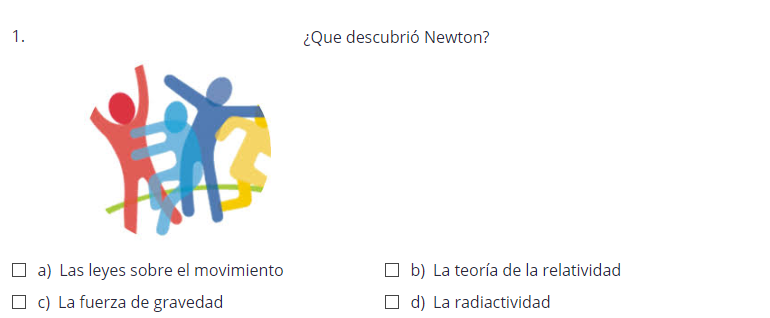 1. ¿Que descubrió Newton?
a) Las leyes sobre el movimiento b) La teoría de la relatividad
c) La fuerza de gravedad d) La radiactividad